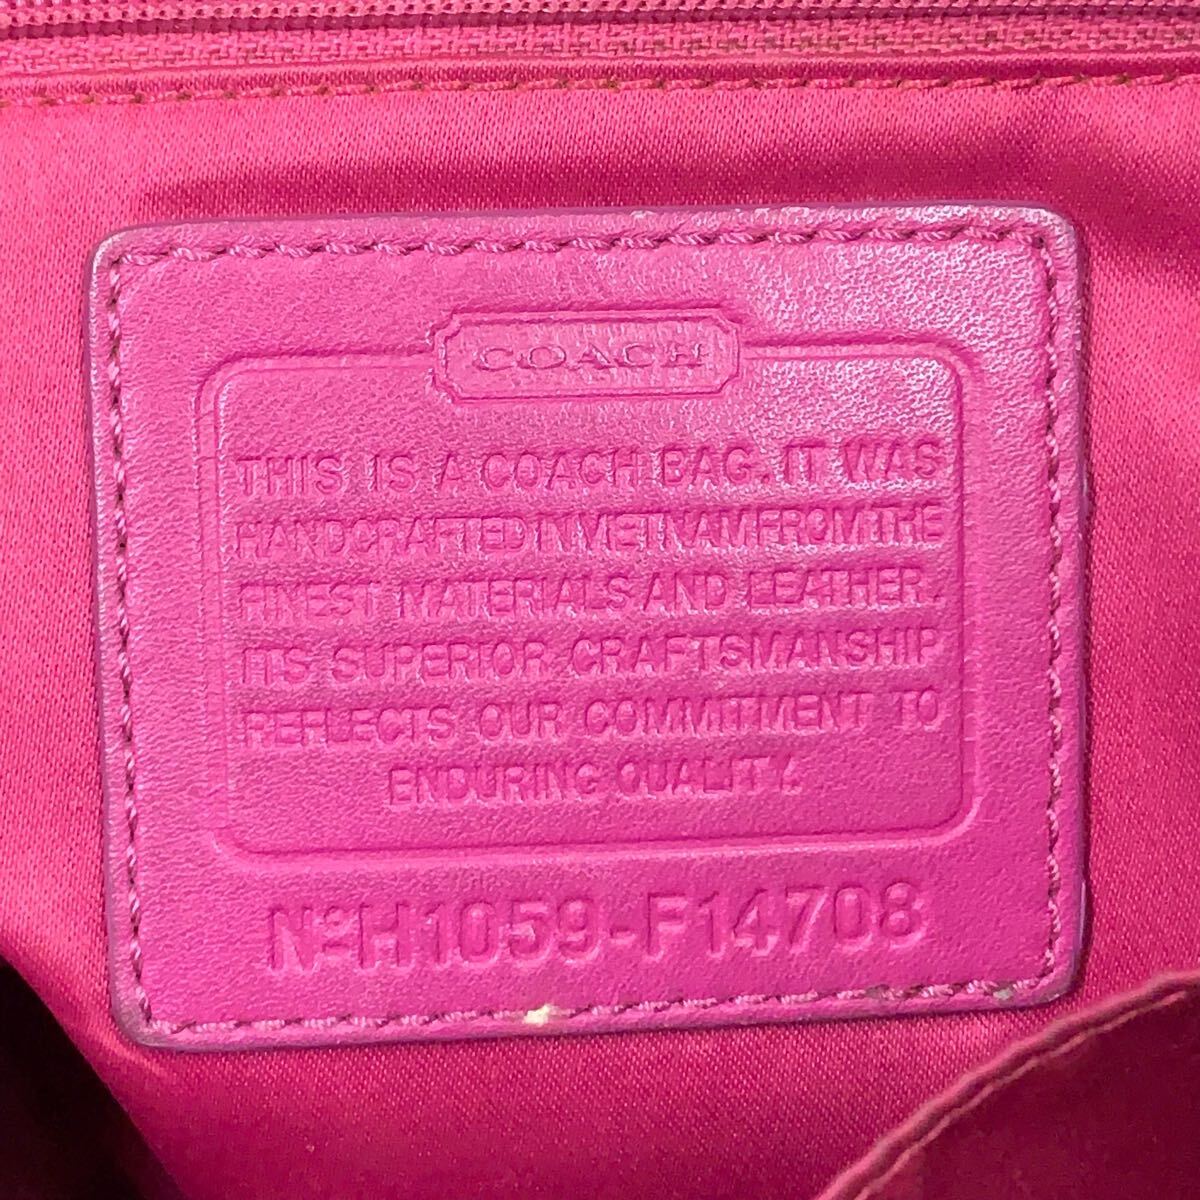 COACH
THIS IS A COACH BAG. IT WAS
HANDCRAFTED IN VIETNAM FROM THE
FINEST MATERIALS AND LEATHER.
ITS SUPERIOR CRAFTSMANSHIP
REFLECTS OUR COMMITMENT TO
ENDURING QUALITY.
Nº H1059-F14708